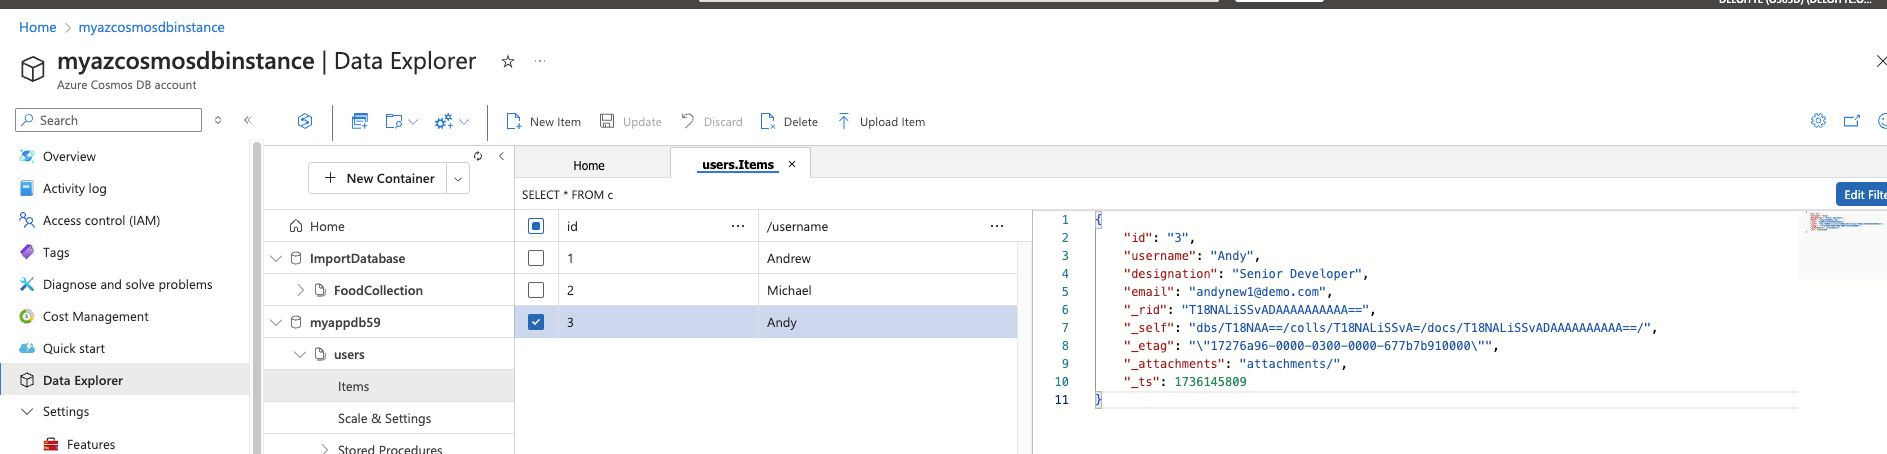 Home > myazcosmosdbinstance
myazcosmosdbinstance | Data Explorer
Azure Cosmos DB account
Search
New Item
Update
Discard
Delete
Upload Item
Overview
Activity log
Access control (IAM)
Tags
Diagnose and solve problems
Cost Management
Quick start
Data Explorer
Settings
Features
New Container
Home
ImportDatabase
FoodCollection
myappdb59
users
Items
Scale & Settings
Stored Procedures
Home
users.Items
SELECT * FROM c
Edit Filte
id /username
1 Andrew
2 Michael
3 Andy
1 {
2 "id": "3",
3 "username": "Andy",
4 "designation": "Senior Developer",
5 "email": "andynew1@demo.com",
6 "_rid": "T18NALiSSvADAAAAAAAAAA==",
7 "_self": "dbs/T18NAA==/colls/T18NALiSSvA=/docs/T18NALiSSvADAAAAAAAAAA==/",
8 "_etag": "\"17276a96-0000-0300-0000-677b7b910000\"",
9 "_attachments": "attachments/",
10 "_ts": 1736145809
11 }